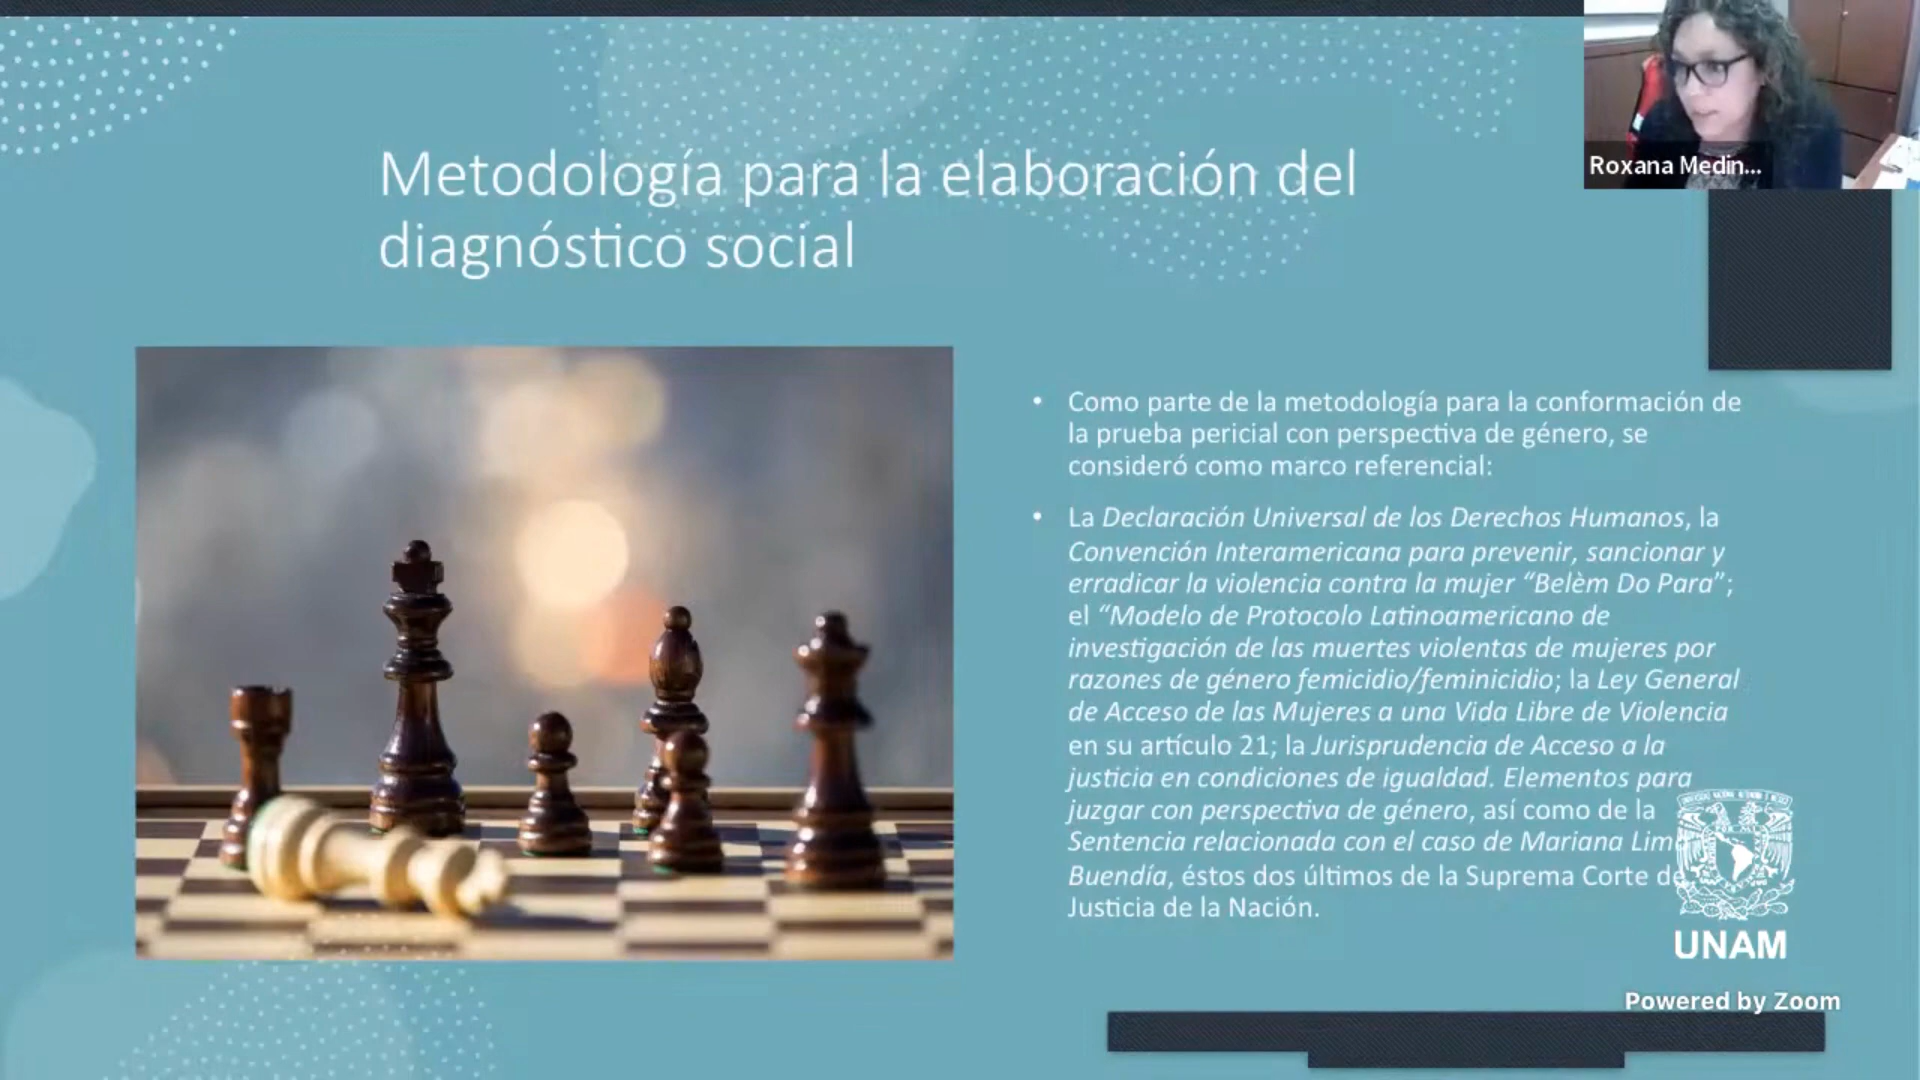 Roxana Medin...
Metodología para la elaboración del
diagnóstico social
• Como parte de la metodología para la conformación de
la prueba pericial con perspectiva de género, se
consideró como marco referencial:
• La Declaración Universal de los Derechos Humanos, la
Convención Interamericana para prevenir, sancionar y
erradicar la violencia contra la mujer “Belèm Do Para”;
el “Modelo de Protocolo Latinoamericano de
investigación de las muertes violentas de mujeres por
razones de género femicidio/feminicidio; la Ley General
de Acceso de las Mujeres a una Vida Libre de Violencia
en su artículo 21; la Jurisprudencia de Acceso a la
justicia en condiciones de igualdad. Elementos para
juzgar con perspectiva de género, así como de la
Sentencia relacionada con el caso de Mariana Lima
Buendía, éstos dos últimos de la Suprema Corte de
Justicia de la Nación.
UNAM
Powered by Zoom